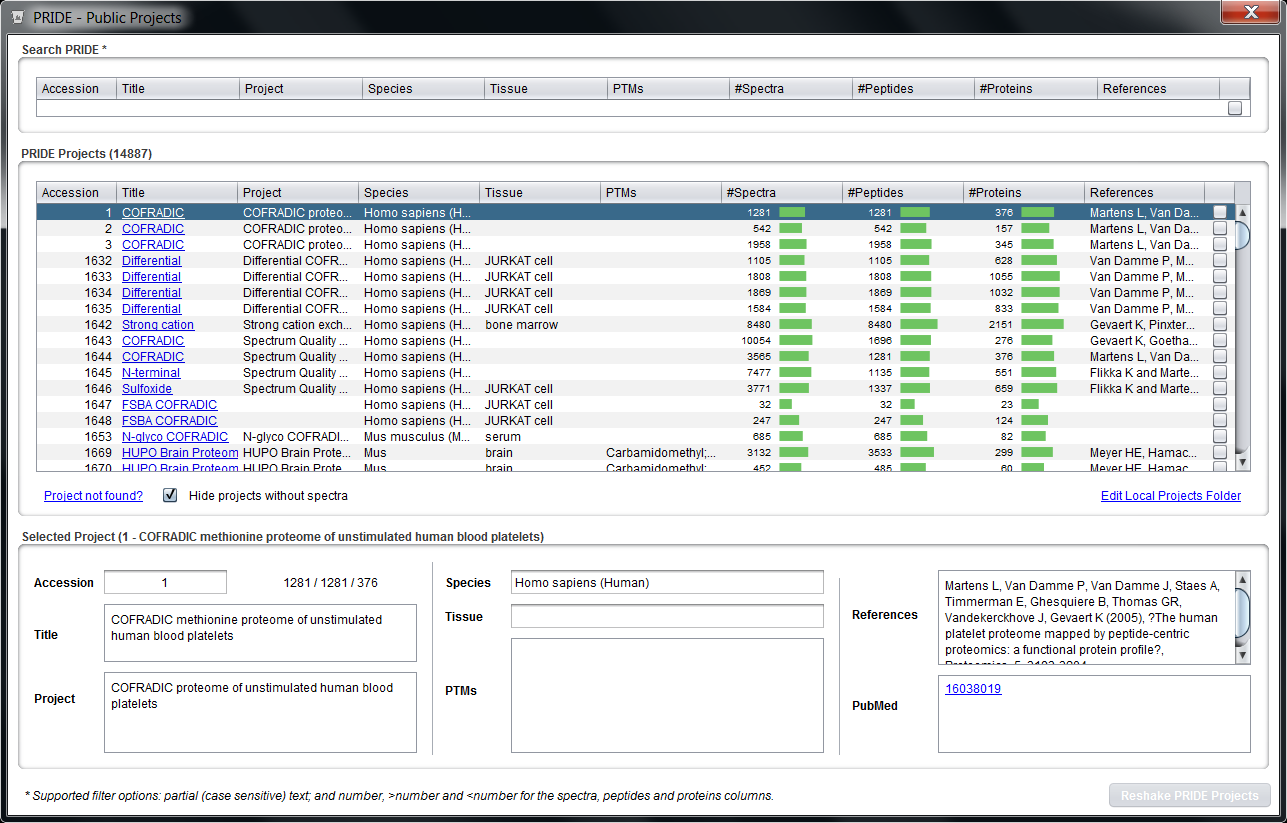 PRIDE - Public Projects
Search PRIDE *
Accession Title Project Species Tissue PTMs #Spectra #Peptides #Proteins References
PRIDE Projects (14887)
Accession Title Project Species Tissue PTMs #Spectra #Peptides #Proteins References
1 COFRADIC COFRADIC proteo... Homo sapiens (H... 1281 1281 376 Martens L, Van Da...
2 COFRADIC COFRADIC proteo... Homo sapiens (H... 542 542 157 Martens L, Van Da...
3 COFRADIC COFRADIC proteo... Homo sapiens (H... 1958 1958 345 Martens L, Van Da...
1632 Differential Differential COFR... Homo sapiens (H... JURKAT cell 1105 1105 628 Van Damme P, M...
1633 Differential Differential COFR... Homo sapiens (H... JURKAT cell 1808 1808 1055 Van Damme P, M...
1634 Differential Differential COFR... Homo sapiens (H... JURKAT cell 1869 1869 1032 Van Damme P, M...
1635 Differential Differential COFR... Homo sapiens (H... JURKAT cell 1584 1584 833 Van Damme P, M...
1642 Strong cation Strong cation exch... Homo sapiens (H... bone marrow 8480 8480 2151 Gevaert K, Pinxter...
1643 COFRADIC Spectrum Quality ... Homo sapiens (H... 10054 1696 276 Gevaert K, Goetha...
1644 COFRADIC Spectrum Quality ... Homo sapiens (H... 3565 1281 376 Martens L, Van Da...
1645 N-terminal Spectrum Quality ... Homo sapiens (H... 7477 1135 551 Flikka K and Marte...
1646 Sulfoxide Spectrum Quality ... Homo sapiens (H... JURKAT cell 3771 1337 659 Flikka K and Marte...
1647 FSBA COFRADIC Homo sapiens (H... JURKAT cell 32 32 23
1648 FSBA COFRADIC Homo sapiens (H... JURKAT cell 247 247 124
1653 N-glyco COFRADIC N-glyco COFRADI... Mus musculus (M... serum 685 685 82
1669 HUPO Brain Proteom HUPO Brain Prote... Mus brain Carbamidomethyl;... 3132 3533 299 Meyer HE, Hamac...
1670 HUPO Brain Proteom HUPO Brain Prote... Mus brain Carbamidomethyl;... 452 485 60 Meyer HE, Hamac...
Project not found? Hide projects without spectra Edit Local Projects Folder
Selected Project (1 - COFRADIC methionine proteome of unstimulated human blood platelets)
Accession 1 1281 / 1281 / 376
Title COFRADIC methionine proteome of unstimulated
human blood platelets
Project COFRADIC proteome of unstimulated human blood
platelets
Species Homo sapiens (Human)
Tissue
PTMs
References Martens L, Van Damme P, Van Damme J, Staes A,
Timmerman E, Ghesquiere B, Thomas GR,
Vandekerckhove J, Gevaert K (2005), ?The human
platelet proteome mapped by peptide-centric
proteomics: a functional protein profile?,
PubMed 16038019
* Supported filter options: partial (case sensitive) text; and number, >number and <number for the spectra, peptides and proteins columns.
Reshake PRIDE Projects